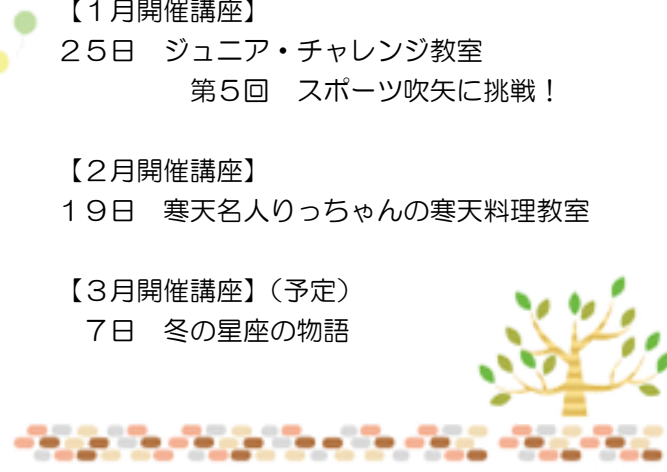 【１月開催講座】
２５日　ジュニア・チャレンジ教室
第５回　スポーツ吹矢に挑戦！
【２月開催講座】
１９日　寒天名人りっちゃんの寒天料理教室
【３月開催講座】（予定）
７日　冬の星座の物語